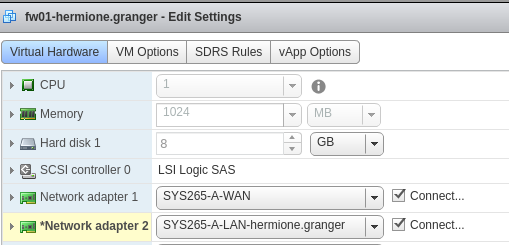 fw01-hermione.granger - Edit Settings
Virtual Hardware VM Options SDRS Rules vApp Options
CPU 1
Memory 1024 MB
Hard disk 1 8 GB
SCSI controller 0 LSI Logic SAS
Network adapter 1 SYS265-A-WAN Connect...
*Network adapter 2 SYS265-A-LAN-hermione.granger Connect...